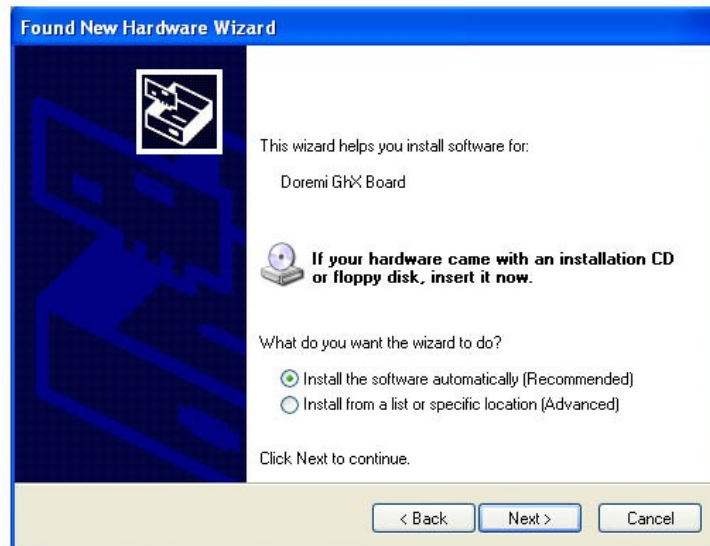 Found New Hardware Wizard
This wizard helps you install software for:
Doremi GhX Board
If your hardware came with an installation CD
or floppy disk, insert it now.
What do you want the wizard to do?
Install the software automatically (Recommended)
Install from a list or specific location (Advanced)
Click Next to continue.
< Back Next > Cancel